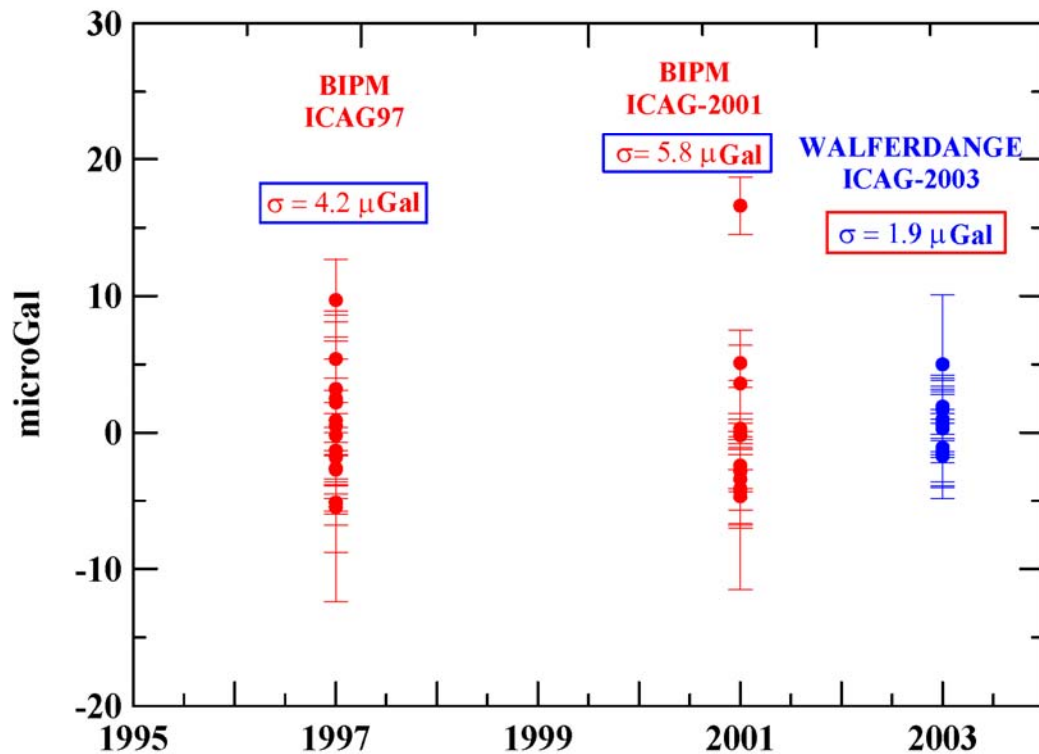 30
20
10
0
-10
-20
microGal
BIPM
ICAG97
σ = 4.2 μGal
BIPM
ICAG-2001
σ= 5.8 μGal
WALFERDANGE
ICAG-2003
σ = 1.9 μGal
1995 1997 1999 2001 2003